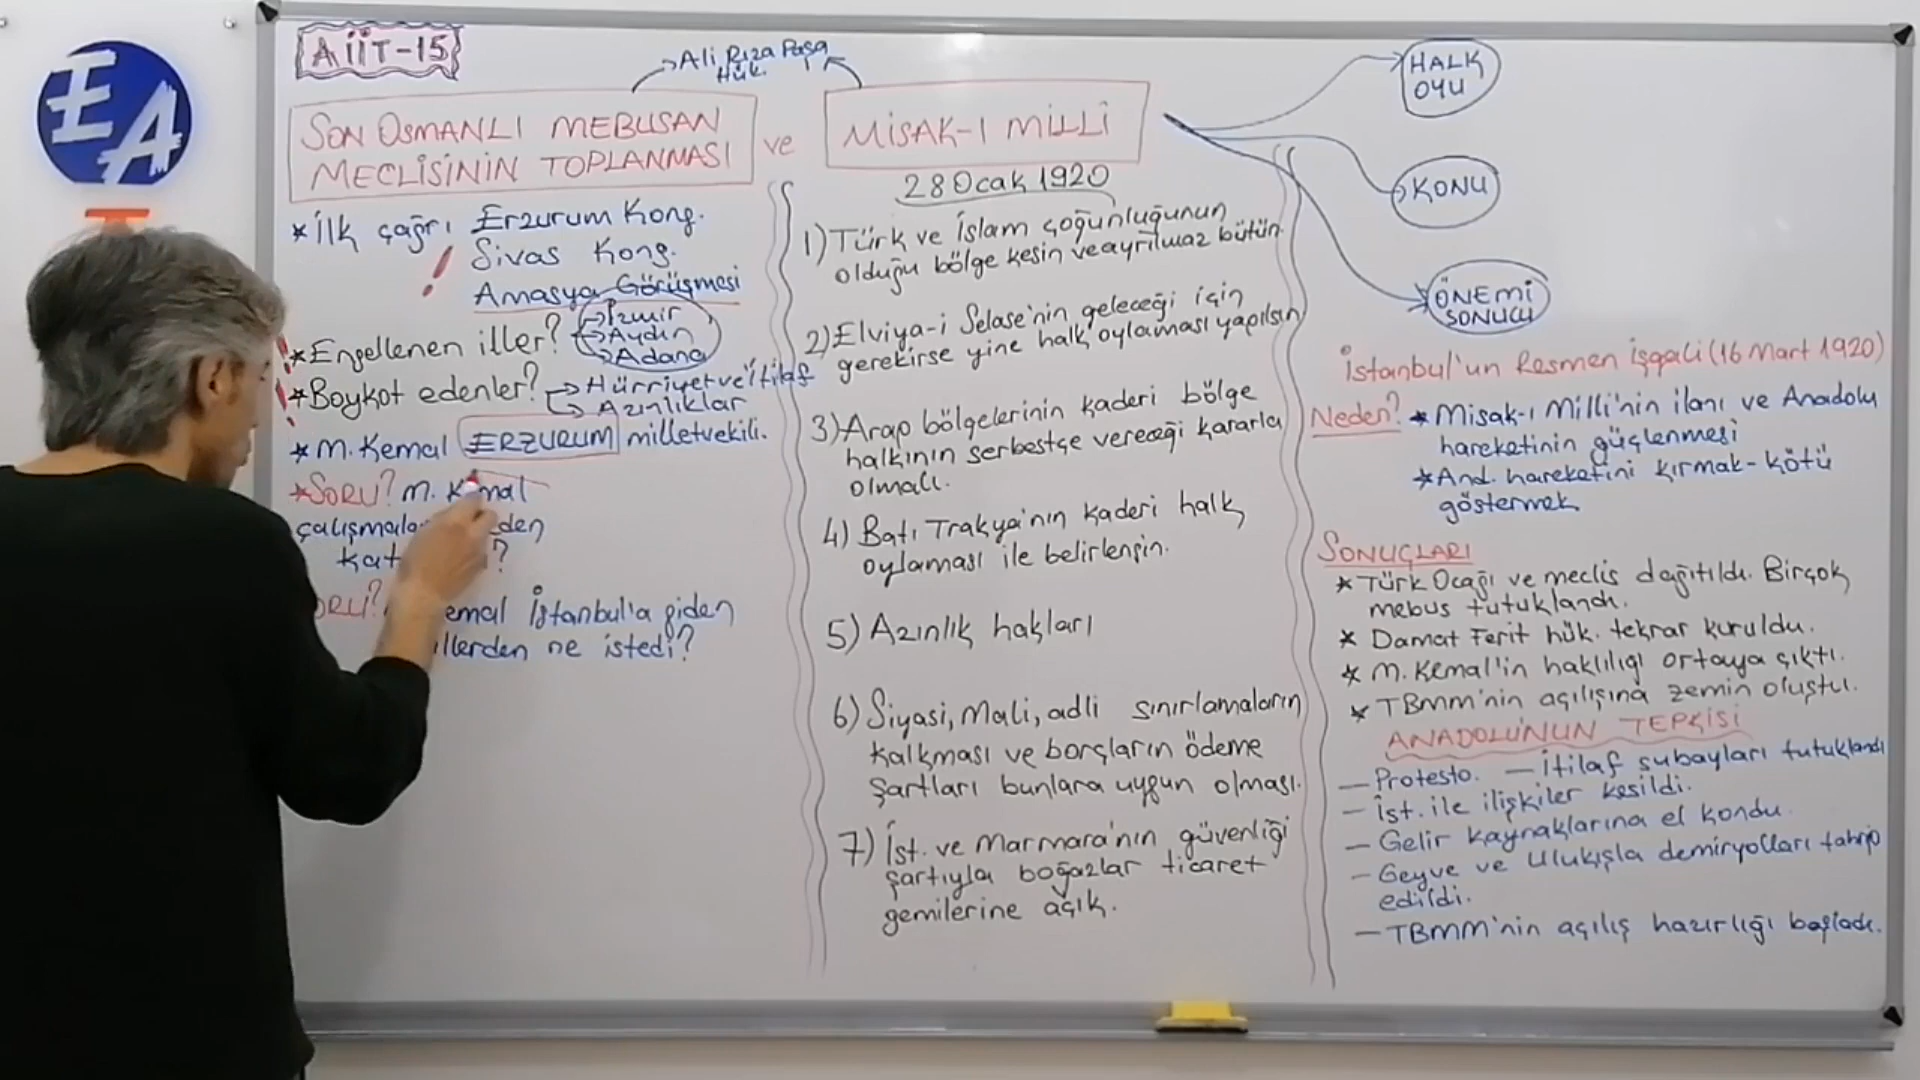 EA
AİİT-15
Ali Rıza Paşa
Hük.
SON OSMANLI MEBUSAN
MECLİSİNİN TOPLANMASI
ve
MİSAK-I MİLLİ
28 Ocak 1920
HALK
OYU
KONU
ÖNEMİ
SONUCU
* İlk çağrı Erzurum Kong.
! Sivas Kong.
Amasya Görüşmesi
! * Engellenen iller? → İzmir
→ Aydın
→ Adana
! * Boykot edenler? → Hürriyet ve İtilaf
→ Azınlıklar
* M. Kemal ERZURUM milletvekili.
* SORU? M. Kemal
kat ?
Kemal İstanbul'a giden
ne istedi?
1) Türk ve İslam çoğunluğunun
olduğu bölge kesin ve ayrılmaz bütün.
2) Elviya-i Selase'nin geleceği için
gerekirse yine halk oylaması yapılsın
3) Arap bölgelerinin kaderi bölge
halkının serbestçe vereceği kararla
olmalı.
4) Batı Trakya'nın kaderi halk
oylaması ile belirlensin.
5) Azınlık hakları
6) Siyasi, Mali, adli sınırlamaların
kalkması ve borçların ödeme
şartları bunlara uygun olması.
7) İst. ve Marmara'nın güvenliği
şartıyla boğazlar ticaret
gemilerine açık.
İstanbul'un Resmen İşgali (16 Mart 1920)
Neden? * Misak-ı Milli'nin ilanı ve Anadolu
hareketinin güçlenmesi
* And. hareketini kırmak-kötü
göstermek
SONUÇLARI
* Türk Ocağı ve meclis dağıtıldı. Birçok
mebus tutuklandı.
* Damat Ferit hük. tekrar kuruldu.
* M. Kemal'in haklılığı ortaya çıktı.
* TBMM'nin açılışına zemin oluştu.
ANADOLU'NUN TEPKİSİ
— Protesto. — İtilaf subayları tutuklandı
— İst. ile ilişkiler kesildi.
— Gelir kaynaklarına el kondu.
— Geyve ve Ulukışla demiryolları tahrip
edildi.
— TBMM'nin açılış hazırlığı başladı.